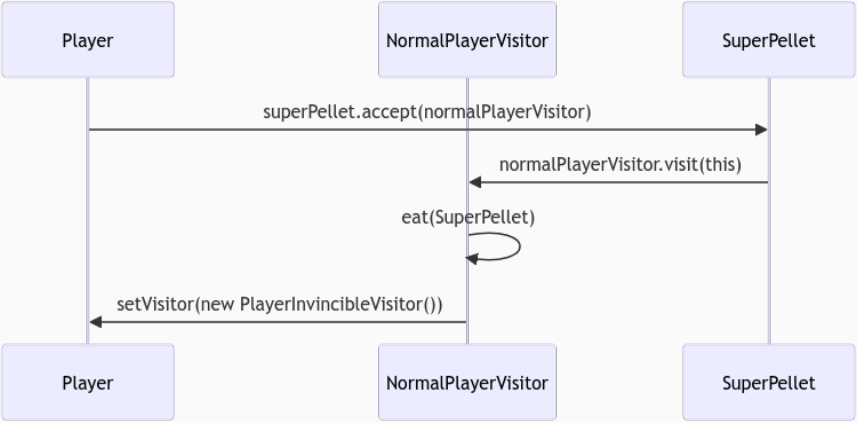 Player
NormalPlayerVisitor
SuperPellet
superPellet.accept(normalPlayerVisitor)
normalPlayerVisitor.visit(this)
eat(SuperPellet)
setVisitor(new PlayerInvincibleVisitor())
Player
NormalPlayerVisitor
SuperPellet